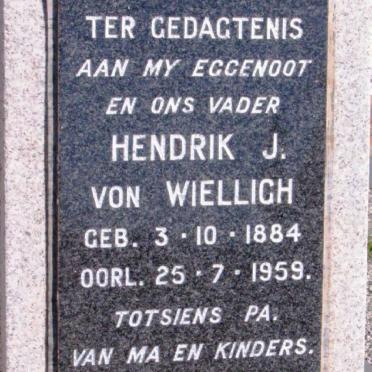 TER GEDAGTENIS
AAN MY EGGENOOT
EN ONS VADER
HENDRIK J.
VON WIELLIGH
GEB. 3 · 10 · 1884
OORL. 25 · 7 · 1959.
TOTSIENS PA.
VAN MA EN KINDERS.